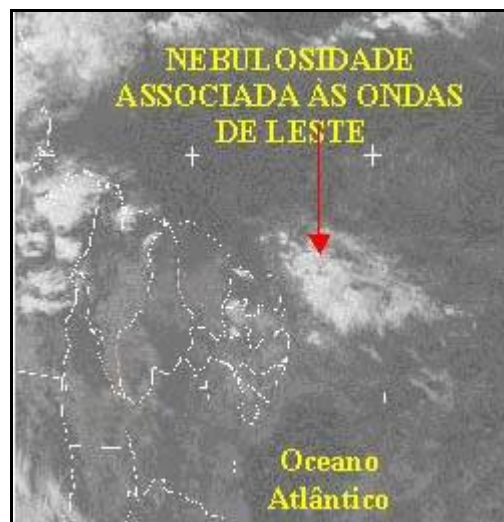 NEBULOSIDADE
ASSOCIADA ÀS ONDAS
DE LESTE
Oceano
Atlântico